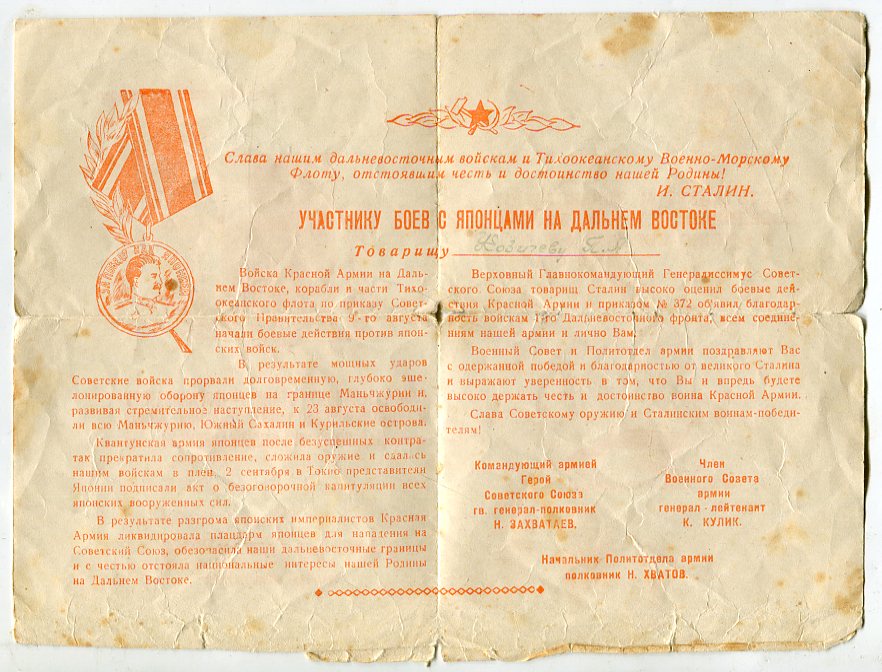 Слава нашим дальневосточным войскам и Тихоокеанскому Военно-Морскому
Флоту, отстоявшим честь и достоинство нашей Родины!
И. СТАЛИН.
УЧАСТНИКУ БОЕВ С ЯПОНЦАМИ НА ДАЛЬНЕМ ВОСТОКЕ
Товарищу
Войска Красной Армии на Даль-
нем Востоке, корабли и части Тихо-
океанского флота по приказу Совет-
ского Правительства 9-го августа
начали боевые действия против япон-
ских войск.
В результате мощных ударов
Советские войска прорвали долговременную, глубоко эше-
лонированную оборону японцев на границе Маньчжурии и,
развивая стремительное наступление, к 23 августа освободи-
ли всю Маньчжурию, Южный Сахалин и Курильские острова.
Квантунская армия японцев после безуспешных контра-
так прекратила сопротивление, сложила оружие и сдалась
нашим войскам в плен. 2 сентября в Токио представители
Японии подписали акт о безоговорочной капитуляции всех
японских вооруженных сил.
В результате разгрома японских империалистов Красная
Армия ликвидировала плацдарм японцев для нападения на
Советский Союз, обезопасила наши дальневосточные границы
и с честью отстояла национальные интересы нашей Родины
на Дальнем Востоке.
Верховный Главнокомандующий Генералиссимус Совет-
ского Союза товарищ Сталин высоко оценил боевые дей-
ствия Красной Армии и приказом № 372 об'явил благодар-
ность войскам 1-го Дальневосточного фронта, всем соедине-
ниям нашей армии и лично Вам.
Военный Совет и Политотдел армии поздравляют Вас
с одержанной победой и благодарностью от великого Сталина
и выражают уверенность в том, что Вы и впредь будете
высоко держать честь и достоинство воина Красной Армии.
Слава Советскому оружию и Сталинским воинам-победи-
телям!
Командующий армией
Герой
Советского Союза
гв. генерал-полковник
Н. ЗАХВАТАЕВ.
Член
Военного Совета
армии
генерал-лейтенант
К. КУЛИК.
Начальник Политотдела армии
полковник Н. ХВАТОВ.